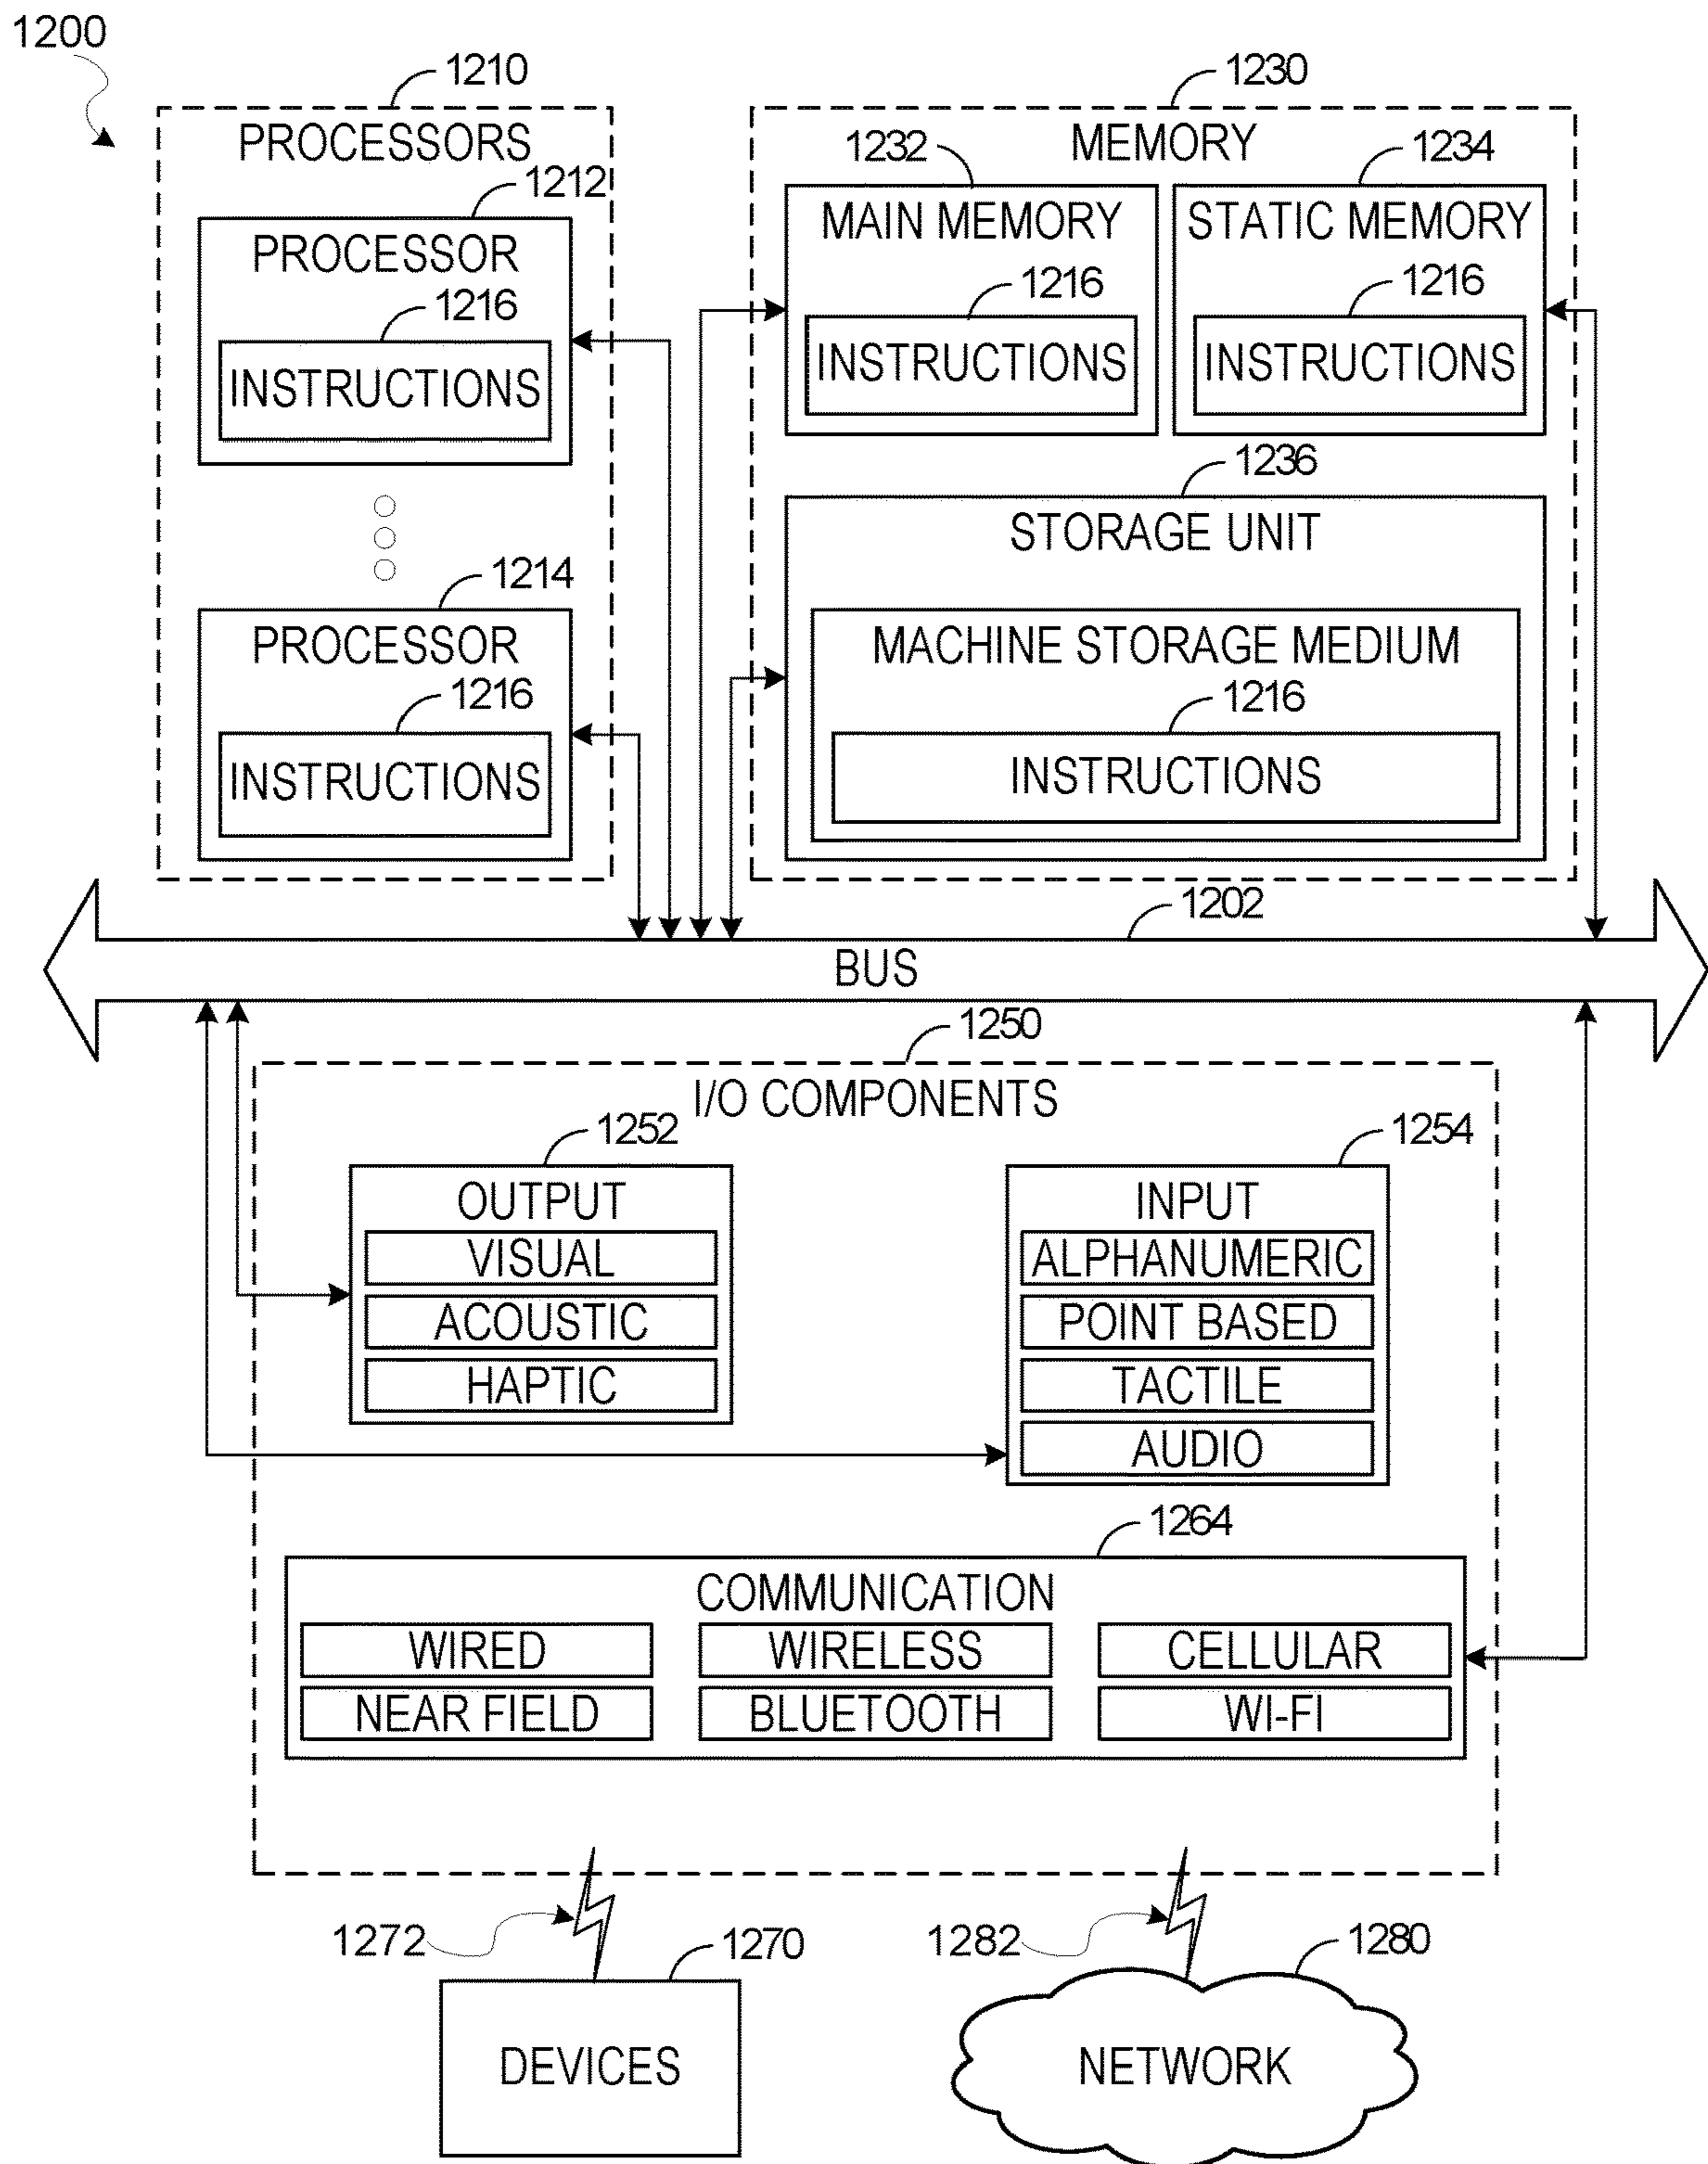 1200
1210
1230
PROCESSORS
MEMORY
1232
1234
1212
MAIN MEMORY
STATIC MEMORY
PROCESSOR
1216
1216
1216
INSTRUCTIONS
INSTRUCTIONS
INSTRUCTIONS
1236
STORAGE UNIT
1214
PROCESSOR
MACHINE STORAGE MEDIUM
1216
1216
INSTRUCTIONS
INSTRUCTIONS
1202
BUS
1250
I/O COMPONENTS
1252
1254
OUTPUT
INPUT
VISUAL
ALPHANUMERIC
ACOUSTIC
POINT BASED
HAPTIC
TACTILE
AUDIO
1264
COMMUNICATION
WIRED
WIRELESS
CELLULAR
NEAR FIELD
BLUETOOTH
WI-FI
1272
1270
1282
1280
DEVICES
NETWORK